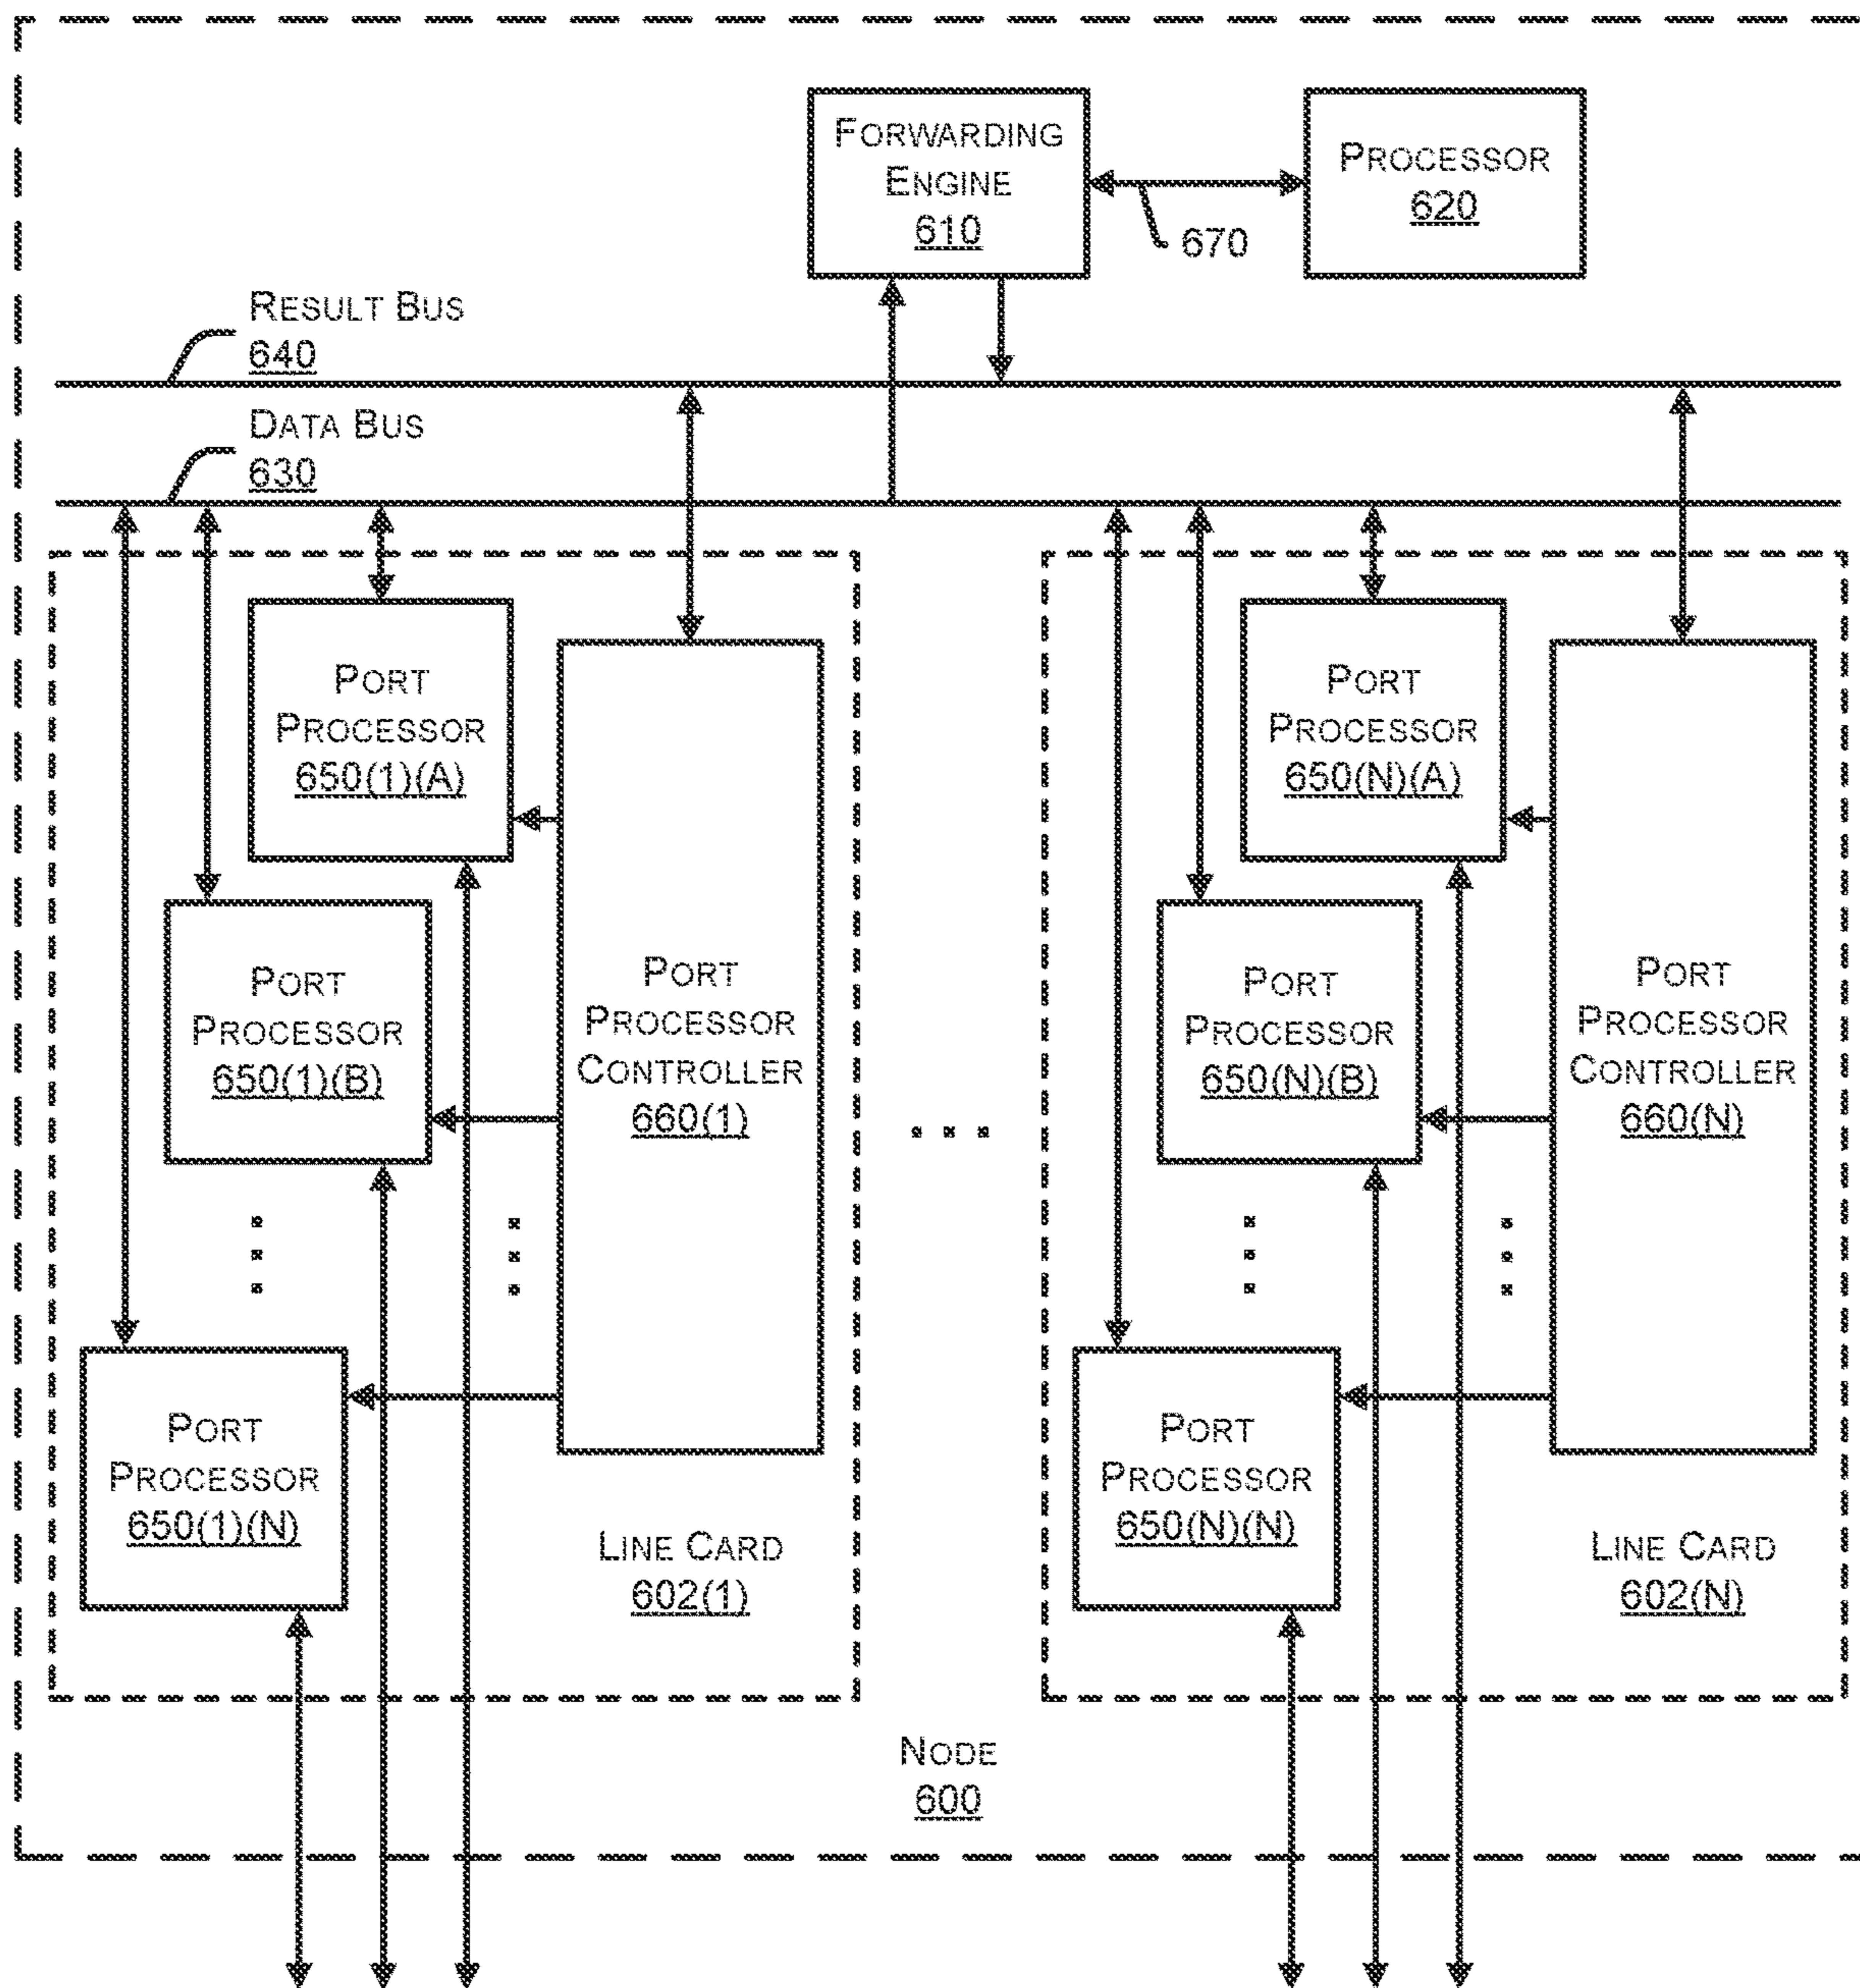 FORWARDING
ENGINE
610
PROCESSOR
620
670
RESULT BUS
640
DATA BUS
630
PORT
PROCESSOR
650(1)(A)
PORT
PROCESSOR
650(1)(B)
PORT
PROCESSOR
650(1)(N)
PORT
PROCESSOR
CONTROLLER
660(1)
LINE CARD
602(1)
PORT
PROCESSOR
650(N)(A)
PORT
PROCESSOR
650(N)(B)
PORT
PROCESSOR
650(N)(N)
PORT
PROCESSOR
CONTROLLER
660(N)
LINE CARD
602(N)
NODE
600